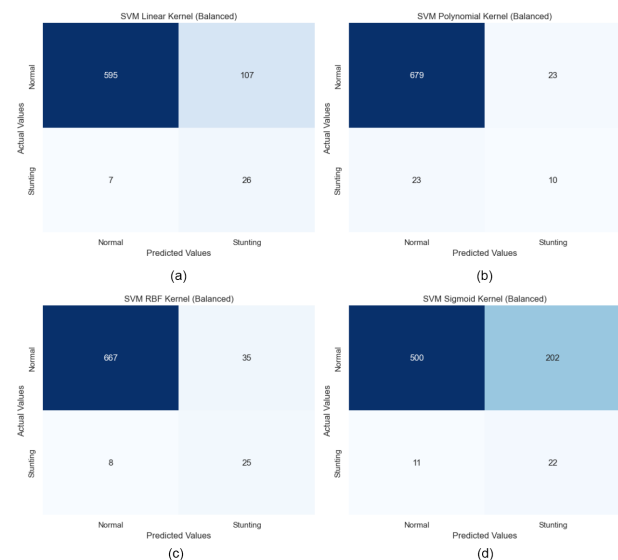 SVM Linear Kernel (Balanced)
Actual Values
Normal
595
107
Stunting
7
26
Normal
Stunting
Predicted Values
(a)
SVM Polynomial Kernel (Balanced)
Actual Values
Normal
679
23
Stunting
23
10
Normal
Stunting
Predicted Values
(b)
SVM RBF Kernel (Balanced)
Actual Values
Normal
667
35
Stunting
8
25
Normal
Stunting
Predicted Values
(c)
SVM Sigmoid Kernel (Balanced)
Actual Values
Normal
500
202
Stunting
11
22
Normal
Stunting
Predicted Values
(d)